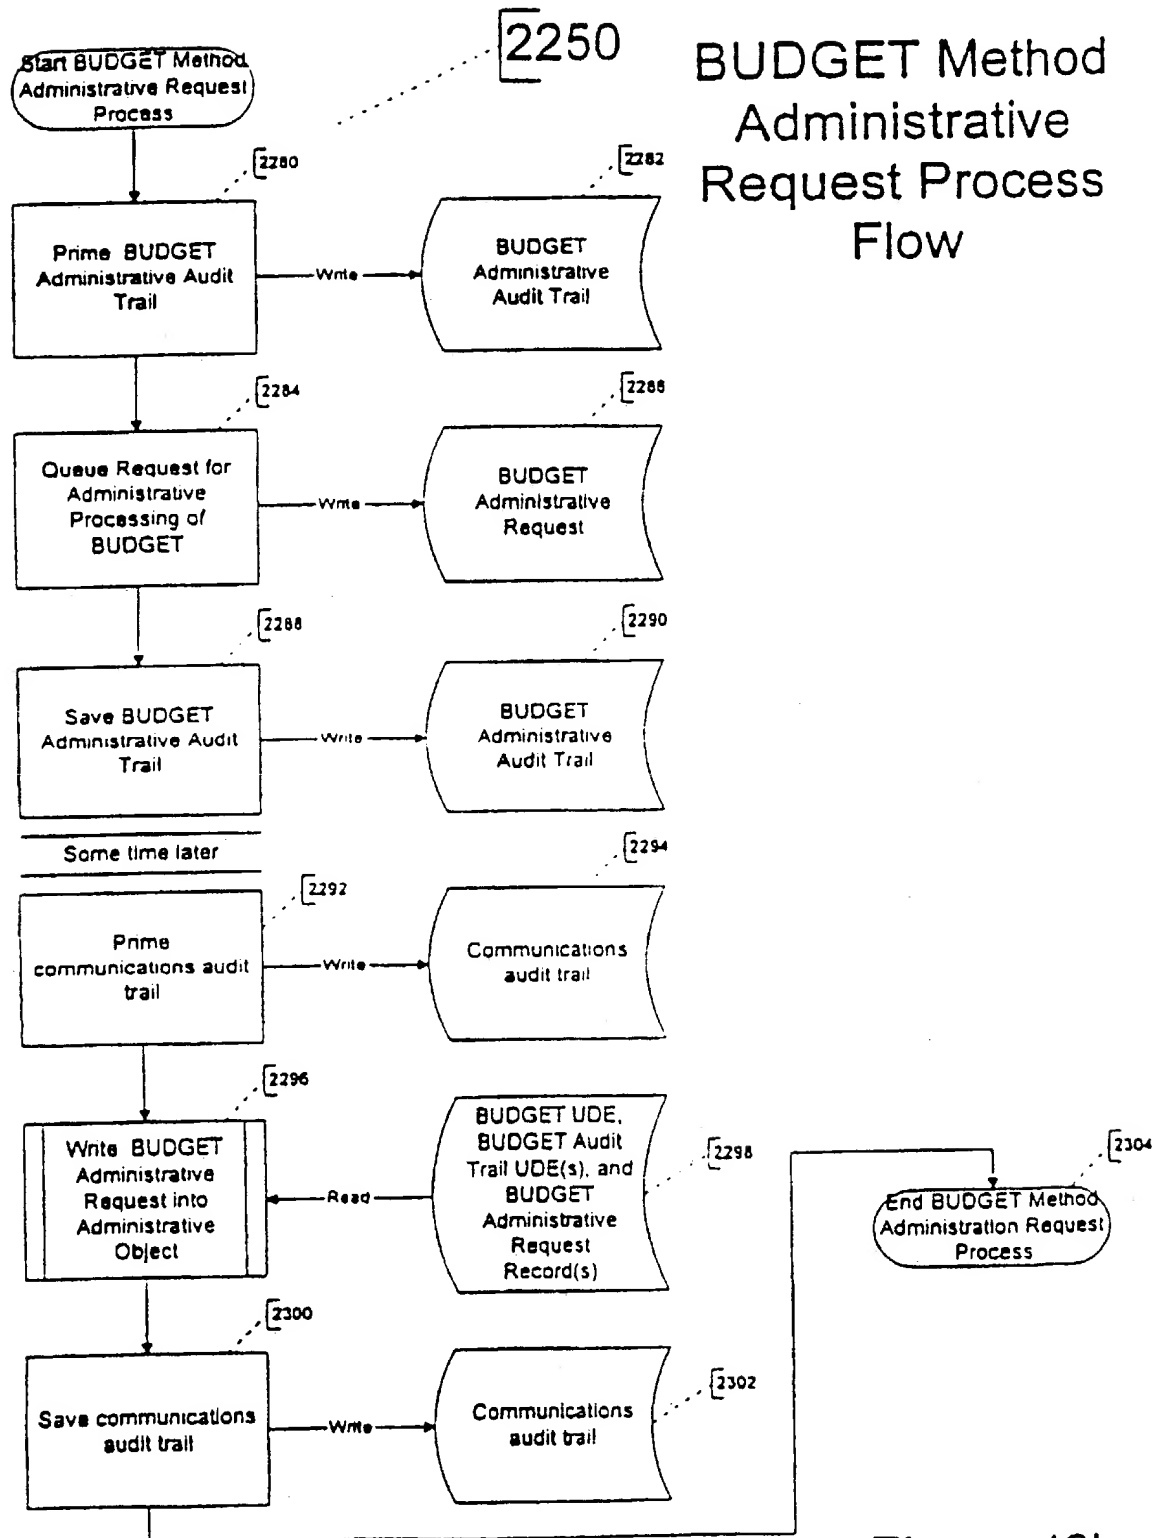 2250
BUDGET Method
Administrative
Request Process
Flow
Start BUDGET Method
Administrative Request
Process
2280
Prime BUDGET
Administrative Audit
Trail
Write
2282
BUDGET
Administrative
Audit Trail
2284
Queue Request for
Administrative
Processing of
BUDGET
Write
2286
BUDGET
Administrative
Request
2288
Save BUDGET
Administrative Audit
Trail
Write
2290
BUDGET
Administrative
Audit Trail
Some time later
2292
Prime
communications audit
trail
Write
2294
Communications
audit trail
2296
Write BUDGET
Administrative
Request into
Administrative
Object
Read
BUDGET UDE,
BUDGET Audit
Trail UDE(s), and
BUDGET
Administrative
Request
Record(s)
2298
2300
Save communications
audit trail
Write
Communications
audit trail
2302
2304
End BUDGET Method
Administration Request
Process